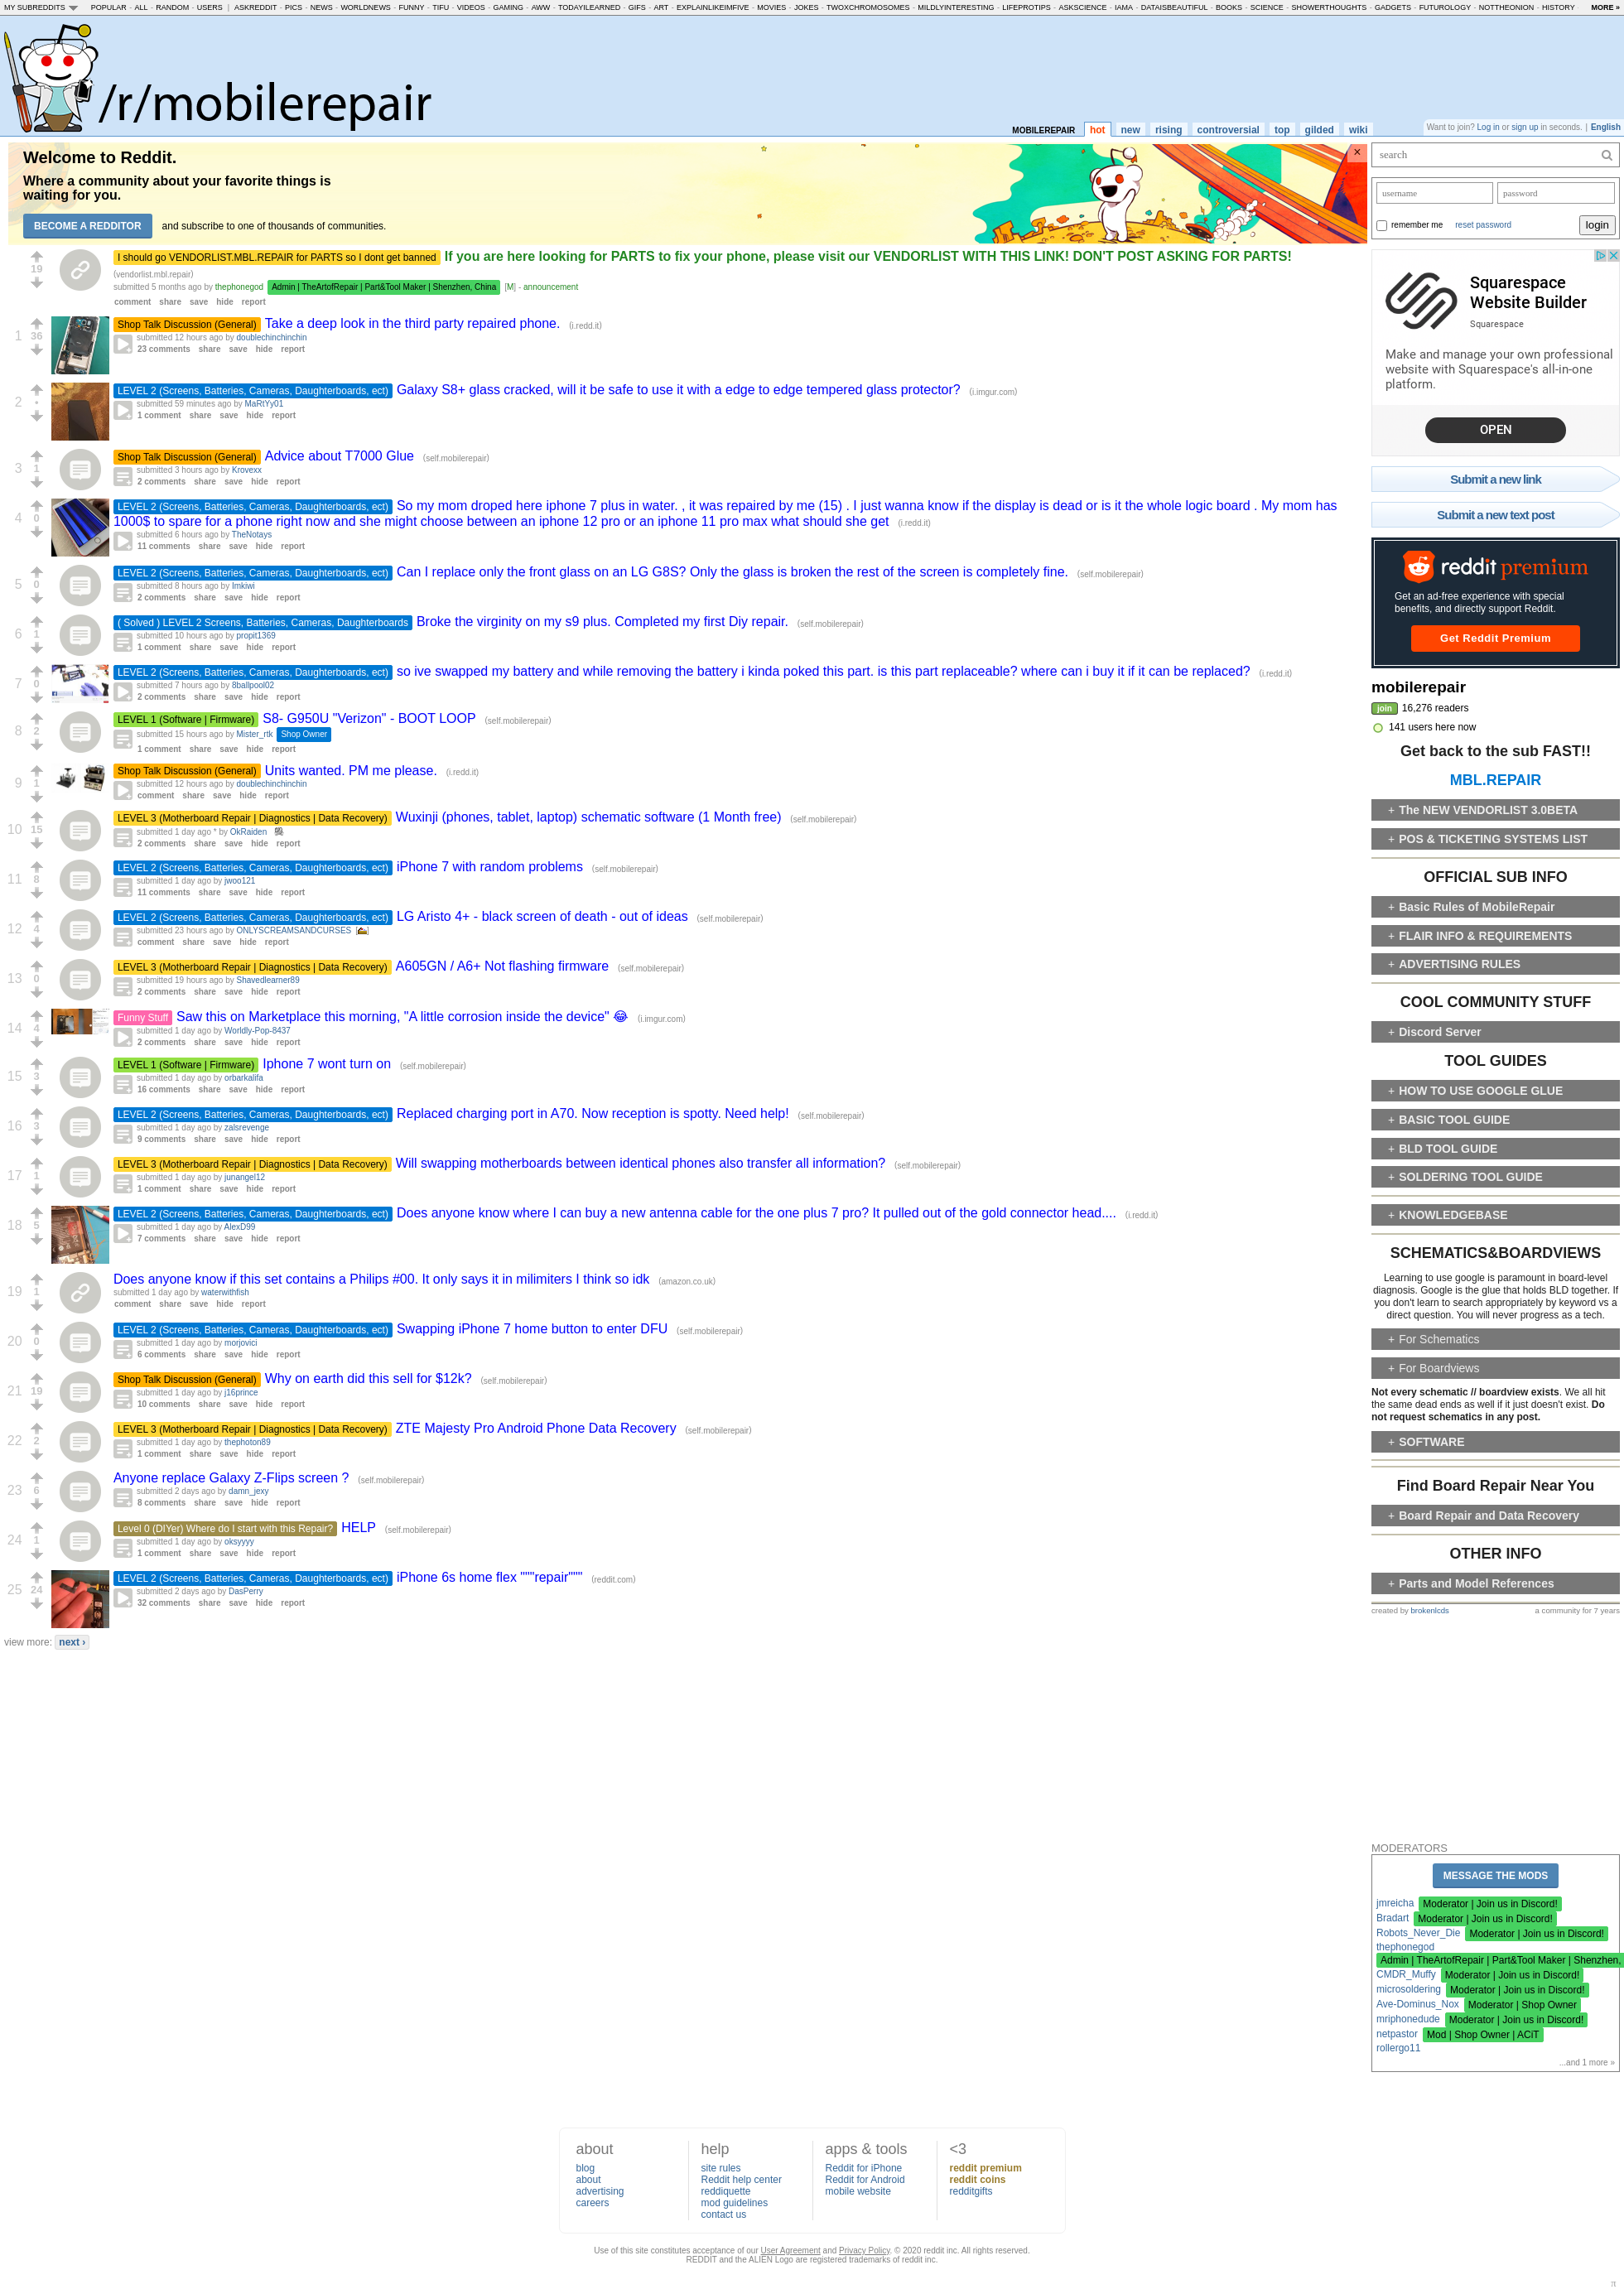 MY SUBREDDITS POPULAR - ALL - RANDOM - USERS | ASKREDDIT - PICS - NEWS - WORLDNEWS - FUNNY - TIFU - VIDEOS - GAMING - AWW - TODAYILEARNED - GIFS - ART - EXPLAINLIKEIMFIVE - MOVIES - JOKES - TWOXCHROMOSOMES - MILDLYINTERESTING - LIFEPROTIPS - ASKSCIENCE - IAMA - DATAISBEAUTIFUL - BOOKS - SCIENCE - SHOWERTHOUGHTS - GADGETS - FUTUROLOGY - NOTTHEONION - HISTORY MORE »
/r/mobilerepair
MOBILEREPAIR hot new rising controversial top gilded wiki
Want to join? Log in or sign up in seconds. | English
Welcome to Reddit.
Where a community about your favorite things is
waiting for you.
BECOME A REDDITOR and subscribe to one of thousands of communities.
×
19
I should go VENDORLIST.MBL.REPAIR for PARTS so I dont get banned If you are here looking for PARTS to fix your phone, please visit our VENDORLIST WITH THIS LINK! DON'T POST ASKING FOR PARTS!
(vendorlist.mbl.repair)
submitted 5 months ago by thephonegod Admin | TheArtofRepair | Part&Tool Maker | Shenzhen, China [M] - announcement
comment share save hide report
1 36
Shop Talk Discussion (General) Take a deep look in the third party repaired phone. (i.redd.it)
submitted 12 hours ago by doublechinchinchin
23 comments share save hide report
2 •
LEVEL 2 (Screens, Batteries, Cameras, Daughterboards, ect) Galaxy S8+ glass cracked, will it be safe to use it with a edge to edge tempered glass protector? (i.imgur.com)
submitted 59 minutes ago by MaRtYy01
1 comment share save hide report
3 1
Shop Talk Discussion (General) Advice about T7000 Glue (self.mobilerepair)
submitted 3 hours ago by Krovexx
2 comments share save hide report
4 0
LEVEL 2 (Screens, Batteries, Cameras, Daughterboards, ect) So my mom droped here iphone 7 plus in water. , it was repaired by me (15) . I just wanna know if the display is dead or is it the whole logic board . My mom has
1000$ to spare for a phone right now and she might choose between an iphone 12 pro or an iphone 11 pro max what should she get (i.redd.it)
submitted 6 hours ago by TheNotays
11 comments share save hide report
5 0
LEVEL 2 (Screens, Batteries, Cameras, Daughterboards, ect) Can I replace only the front glass on an LG G8S? Only the glass is broken the rest of the screen is completely fine. (self.mobilerepair)
submitted 8 hours ago by Imkiwi
2 comments share save hide report
6 1
( Solved ) LEVEL 2 Screens, Batteries, Cameras, Daughterboards Broke the virginity on my s9 plus. Completed my first Diy repair. (self.mobilerepair)
submitted 10 hours ago by propit1369
1 comment share save hide report
7 0
LEVEL 2 (Screens, Batteries, Cameras, Daughterboards, ect) so ive swapped my battery and while removing the battery i kinda poked this part. is this part replaceable? where can i buy it if it can be replaced? (i.redd.it)
submitted 7 hours ago by 8ballpool02
2 comments share save hide report
8 2
LEVEL 1 (Software | Firmware) S8- G950U "Verizon" - BOOT LOOP (self.mobilerepair)
submitted 15 hours ago by Mister_rtk Shop Owner
1 comment share save hide report
9 1
Shop Talk Discussion (General) Units wanted. PM me please. (i.redd.it)
submitted 12 hours ago by doublechinchinchin
comment share save hide report
10 15
LEVEL 3 (Motherboard Repair | Diagnostics | Data Recovery) Wuxinji (phones, tablet, laptop) schematic software (1 Month free) (self.mobilerepair)
submitted 1 day ago * by OkRaiden
2 comments share save hide report
11 8
LEVEL 2 (Screens, Batteries, Cameras, Daughterboards, ect) iPhone 7 with random problems (self.mobilerepair)
submitted 1 day ago by jwoo121
11 comments share save hide report
12 4
LEVEL 2 (Screens, Batteries, Cameras, Daughterboards, ect) LG Aristo 4+ - black screen of death - out of ideas (self.mobilerepair)
submitted 23 hours ago by ONLYSCREAMSANDCURSES
comment share save hide report
13 0
LEVEL 3 (Motherboard Repair | Diagnostics | Data Recovery) A605GN / A6+ Not flashing firmware (self.mobilerepair)
submitted 19 hours ago by Shavedlearner89
2 comments share save hide report
14 4
Funny Stuff Saw this on Marketplace this morning, "A little corrosion inside the device" 😂 (i.imgur.com)
submitted 1 day ago by Worldly-Pop-8437
2 comments share save hide report
15 3
LEVEL 1 (Software | Firmware) Iphone 7 wont turn on (self.mobilerepair)
submitted 1 day ago by orbarkalifa
16 comments share save hide report
16 3
LEVEL 2 (Screens, Batteries, Cameras, Daughterboards, ect) Replaced charging port in A70. Now reception is spotty. Need help! (self.mobilerepair)
submitted 1 day ago by zalsrevenge
9 comments share save hide report
17 1
LEVEL 3 (Motherboard Repair | Diagnostics | Data Recovery) Will swapping motherboards between identical phones also transfer all information? (self.mobilerepair)
submitted 1 day ago by junangel12
1 comment share save hide report
18 5
LEVEL 2 (Screens, Batteries, Cameras, Daughterboards, ect) Does anyone know where I can buy a new antenna cable for the one plus 7 pro? It pulled out of the gold connector head.... (i.redd.it)
submitted 1 day ago by AlexD99
7 comments share save hide report
19 1
Does anyone know if this set contains a Philips #00. It only says it in milimiters I think so idk (amazon.co.uk)
submitted 1 day ago by waterwithfish
comment share save hide report
20 0
LEVEL 2 (Screens, Batteries, Cameras, Daughterboards, ect) Swapping iPhone 7 home button to enter DFU (self.mobilerepair)
submitted 1 day ago by morjovici
6 comments share save hide report
21 19
Shop Talk Discussion (General) Why on earth did this sell for $12k? (self.mobilerepair)
submitted 1 day ago by j16prince
10 comments share save hide report
22 2
LEVEL 3 (Motherboard Repair | Diagnostics | Data Recovery) ZTE Majesty Pro Android Phone Data Recovery (self.mobilerepair)
submitted 1 day ago by thephoton89
1 comment share save hide report
23 6
Anyone replace Galaxy Z-Flips screen ? (self.mobilerepair)
submitted 2 days ago by damn_jexy
8 comments share save hide report
24 1
Level 0 (DIYer) Where do I start with this Repair? HELP (self.mobilerepair)
submitted 1 day ago by oksyyyy
1 comment share save hide report
25 24
LEVEL 2 (Screens, Batteries, Cameras, Daughterboards, ect) iPhone 6s home flex """repair""" (reddit.com)
submitted 2 days ago by DasPerry
32 comments share save hide report
view more: next ›
search
username password
remember me reset password login
Squarespace
Website Builder
Squarespace
Make and manage your own professional
website with Squarespace's all-in-one
platform.
OPEN
Submit a new link
Submit a new text post
reddit premium
Get an ad-free experience with special
benefits, and directly support Reddit.
Get Reddit Premium
mobilerepair
join 16,276 readers
141 users here now
Get back to the sub FAST!!
MBL.REPAIR
+ The NEW VENDORLIST 3.0BETA
+ POS & TICKETING SYSTEMS LIST
OFFICIAL SUB INFO
+ Basic Rules of MobileRepair
+ FLAIR INFO & REQUIREMENTS
+ ADVERTISING RULES
COOL COMMUNITY STUFF
+ Discord Server
TOOL GUIDES
+ HOW TO USE GOOGLE GLUE
+ BASIC TOOL GUIDE
+ BLD TOOL GUIDE
+ SOLDERING TOOL GUIDE
+ KNOWLEDGEBASE
SCHEMATICS&BOARDVIEWS
Learning to use google is paramount in board-level
diagnosis. Google is the glue that holds BLD together. If
you don't learn to search appropriately by keyword vs a
direct question. You will never progress as a tech.
+ For Schematics
+ For Boardviews
Not every schematic // boardview exists. We all hit
the same dead ends as well if it just doesn't exist. Do
not request schematics in any post.
+ SOFTWARE
Find Board Repair Near You
+ Board Repair and Data Recovery
OTHER INFO
+ Parts and Model References
created by brokenlcds a community for 7 years
MODERATORS
MESSAGE THE MODS
jmreicha Moderator | Join us in Discord!
Bradart Moderator | Join us in Discord!
Robots_Never_Die Moderator | Join us in Discord!
thephonegod
Admin | TheArtofRepair | Part&Tool Maker | Shenzhen,
CMDR_Muffy Moderator | Join us in Discord!
microsoldering Moderator | Join us in Discord!
Ave-Dominus_Nox Moderator | Shop Owner
mriphonedude Moderator | Join us in Discord!
netpastor Mod | Shop Owner | ACiT
rollergo11
...and 1 more »
about
blog
about
advertising
careers
help
site rules
Reddit help center
reddiquette
mod guidelines
contact us
apps & tools
Reddit for iPhone
Reddit for Android
mobile website
<3
reddit premium
reddit coins
redditgifts
Use of this site constitutes acceptance of our User Agreement and Privacy Policy. © 2020 reddit inc. All rights reserved.
REDDIT and the ALIEN Logo are registered trademarks of reddit inc.
π